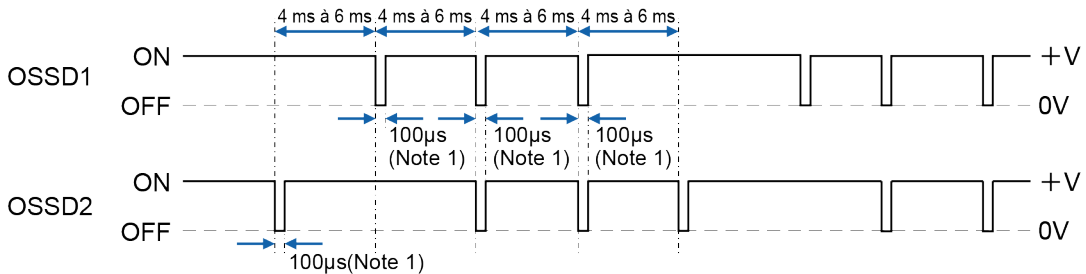 4 ms à 6 ms 4 ms à 6 ms 4 ms à 6 ms 4 ms à 6 ms
ON +V
OSSD1
OFF 0V
100µs 100µs 100µs
(Note 1) (Note 1) (Note 1)
ON +V
OSSD2
OFF 0V
100µs(Note 1)